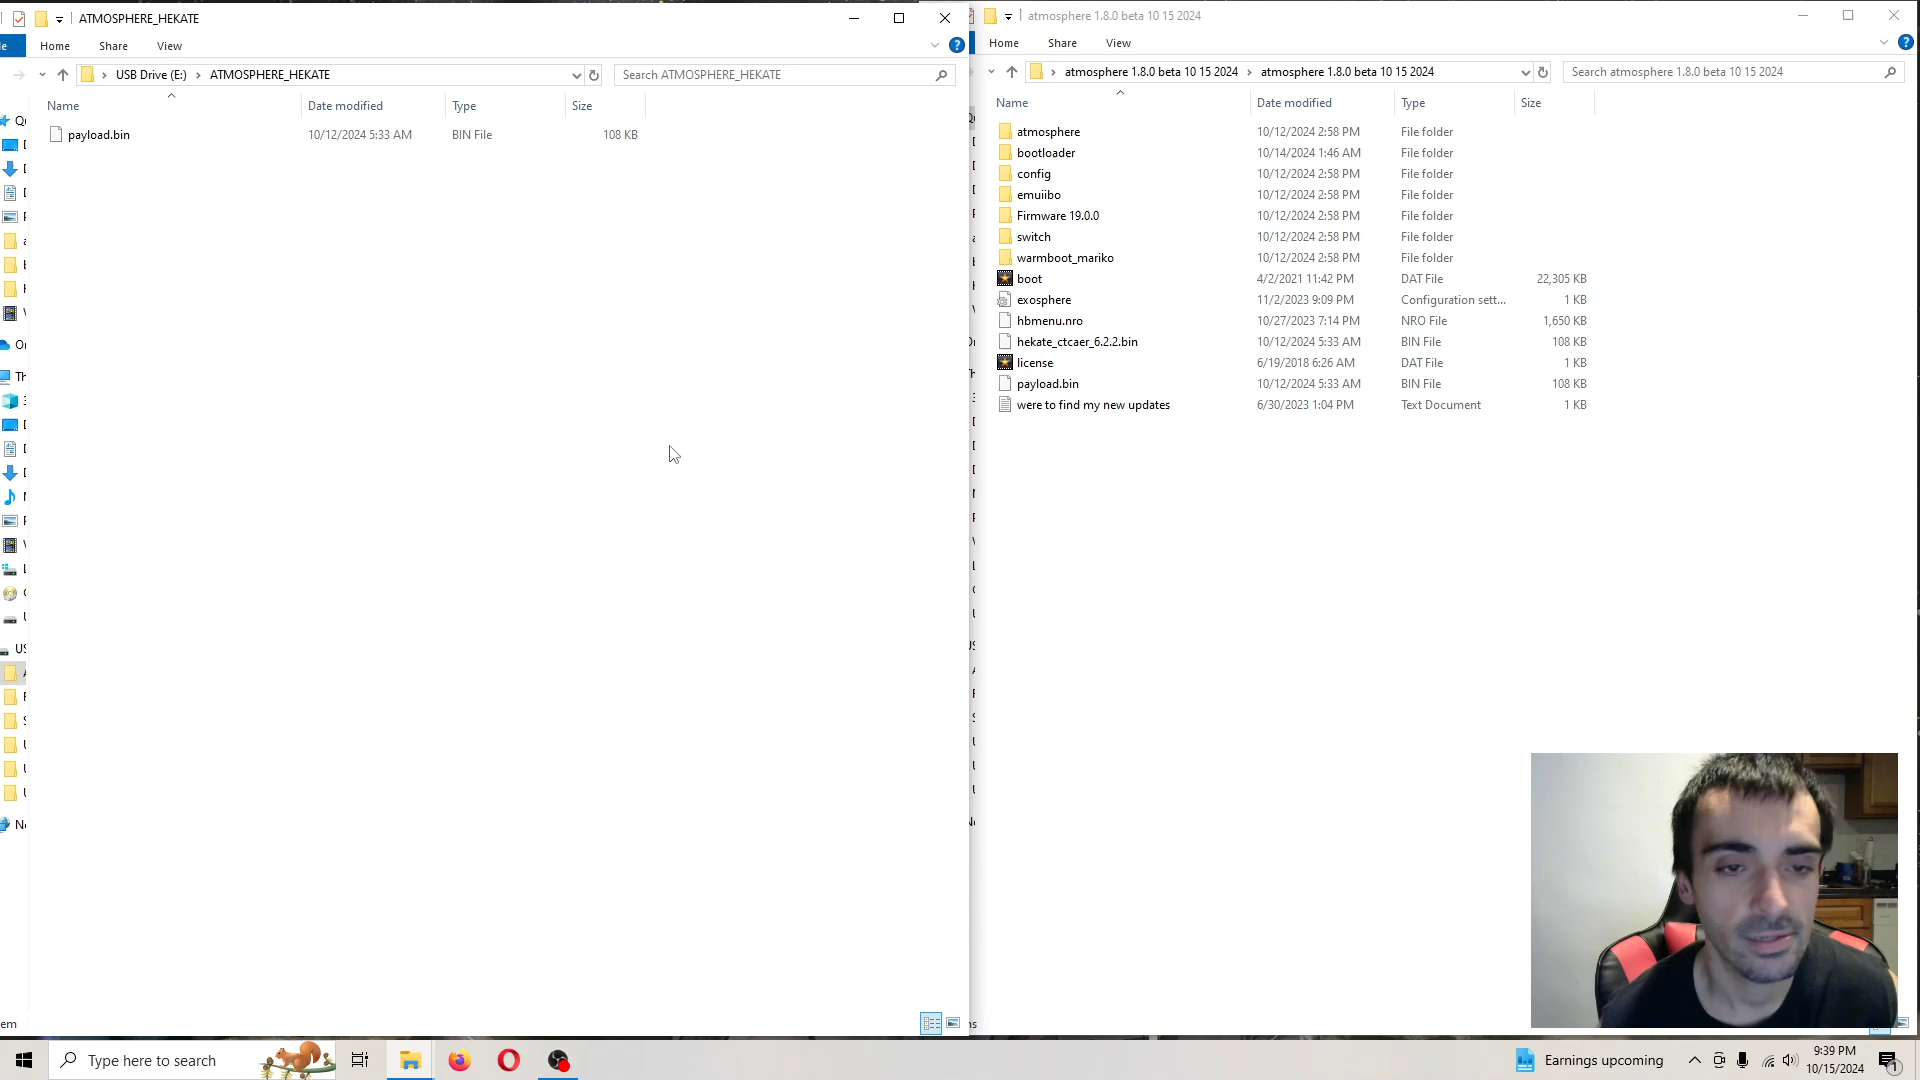 ATMOSPHERE_HEKATE
Home Share View
USB Drive (E:) > ATMOSPHERE_HEKATE
Search ATMOSPHERE_HEKATE
Name Date modified Type Size
payload.bin 10/12/2024 5:33 AM BIN File 108 KB
atmosphere 1.8.0 beta 10 15 2024
Home Share View
atmosphere 1.8.0 beta 10 15 2024 > atmosphere 1.8.0 beta 10 15 2024
Search atmosphere 1.8.0 beta 10 15 2024
Name Date modified Type Size
atmosphere 10/12/2024 2:58 PM File folder
bootloader 10/14/2024 1:46 AM File folder
config 10/12/2024 2:58 PM File folder
emuiibo 10/12/2024 2:58 PM File folder
Firmware 19.0.0 10/12/2024 2:58 PM File folder
switch 10/12/2024 2:58 PM File folder
warmboot_mariko 10/12/2024 2:58 PM File folder
boot 4/2/2021 11:42 PM DAT File 22,305 KB
exosphere 11/2/2023 9:09 PM Configuration sett... 1 KB
hbmenu.nro 10/27/2023 7:14 PM NRO File 1,650 KB
hekate_ctcaer_6.2.2.bin 10/12/2024 5:33 AM BIN File 108 KB
license 6/19/2018 6:26 AM DAT File 1 KB
payload.bin 10/12/2024 5:33 AM BIN File 108 KB
were to find my new updates 6/30/2023 1:04 PM Text Document 1 KB
Type here to search
Earnings upcoming
9:39 PM
10/15/2024
1